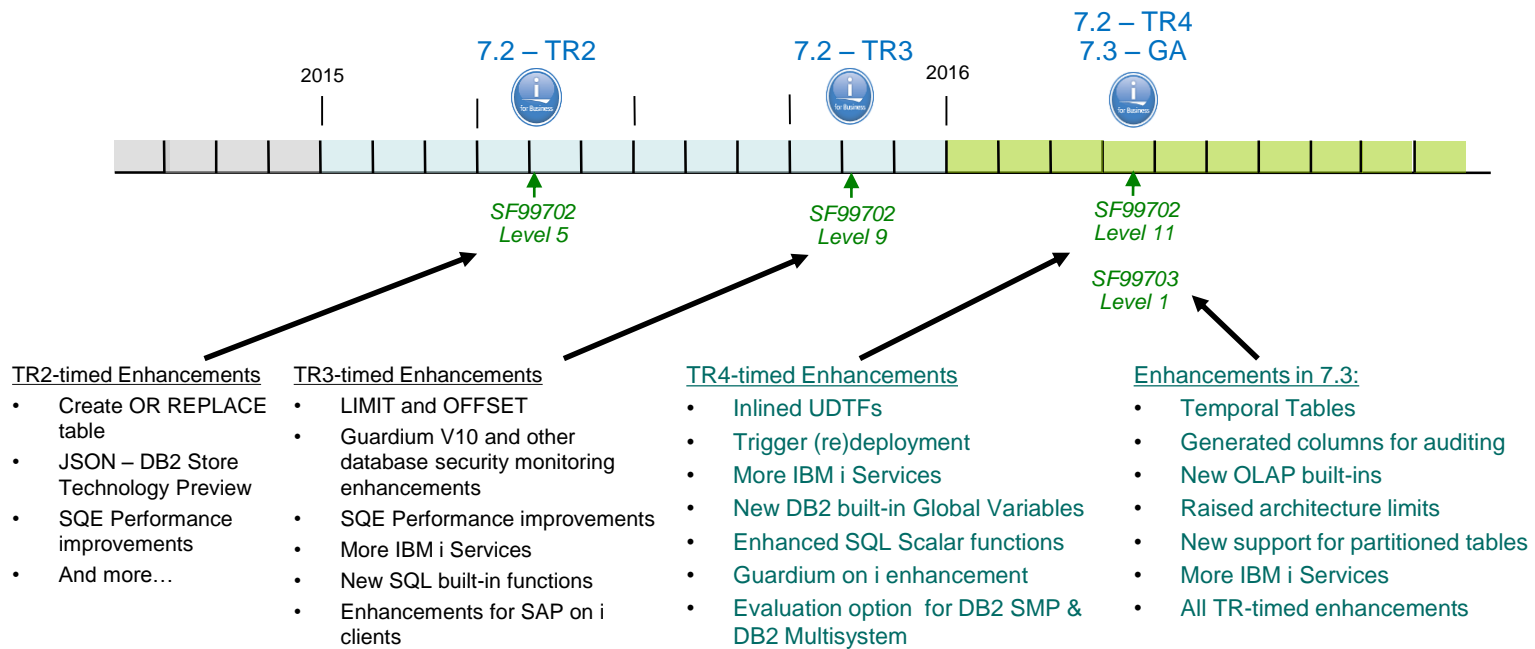 7.2 – TR4
7.2 – TR2
7.2 – TR3
7.3 – GA
2015
2016
i
for Business
i
for Business
i
for Business
SF99702
Level 5
SF99702
Level 9
SF99702
Level 11
SF99703
Level 1
TR2-timed Enhancements
• Create OR REPLACE
table
• JSON – DB2 Store
Technology Preview
• SQE Performance
improvements
• And more…
TR3-timed Enhancements
• LIMIT and OFFSET
• Guardium V10 and other
database security monitoring
enhancements
• SQE Performance improvements
• More IBM i Services
• New SQL built-in functions
• Enhancements for SAP on i
clients
TR4-timed Enhancements
• Inlined UDTFs
• Trigger (re)deployment
• More IBM i Services
• New DB2 built-in Global Variables
• Enhanced SQL Scalar functions
• Guardium on i enhancement
• Evaluation option for DB2 SMP &
DB2 Multisystem
Enhancements in 7.3:
• Temporal Tables
• Generated columns for auditing
• New OLAP built-ins
• Raised architecture limits
• New support for partitioned tables
• More IBM i Services
• All TR-timed enhancements